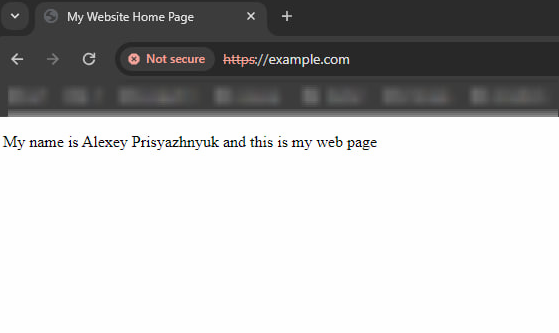 My Website Home Page
Not secure https://example.com
My name is Alexey Prisyazhnyuk and this is my web page